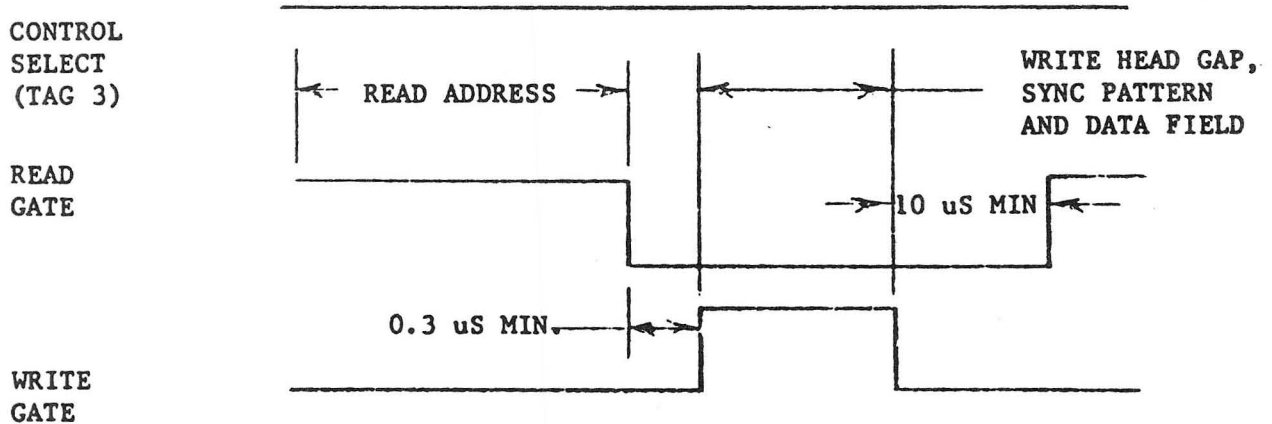 CONTROL
SELECT
(TAG 3)
READ ADDRESS
WRITE HEAD GAP,
SYNC PATTERN
AND DATA FIELD
READ
GATE
10 uS MIN
0.3 uS MIN.
WRITE
GATE